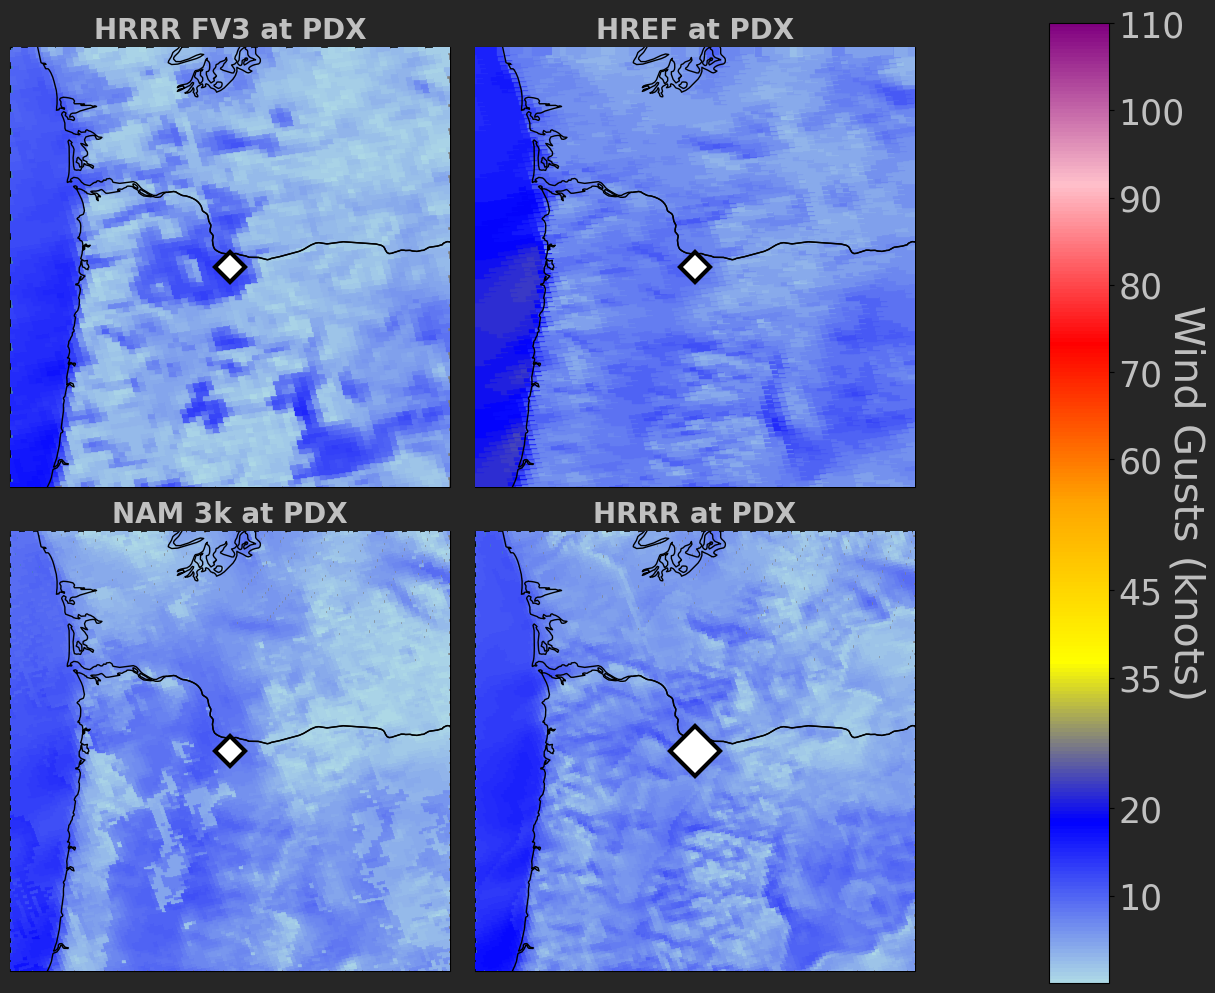 HRRR FV3 at PDX
HREF at PDX
NAM 3k at PDX
HRRR at PDX
110
100
90
80
70
60
45
35
20
10
Wind Gusts (knots)